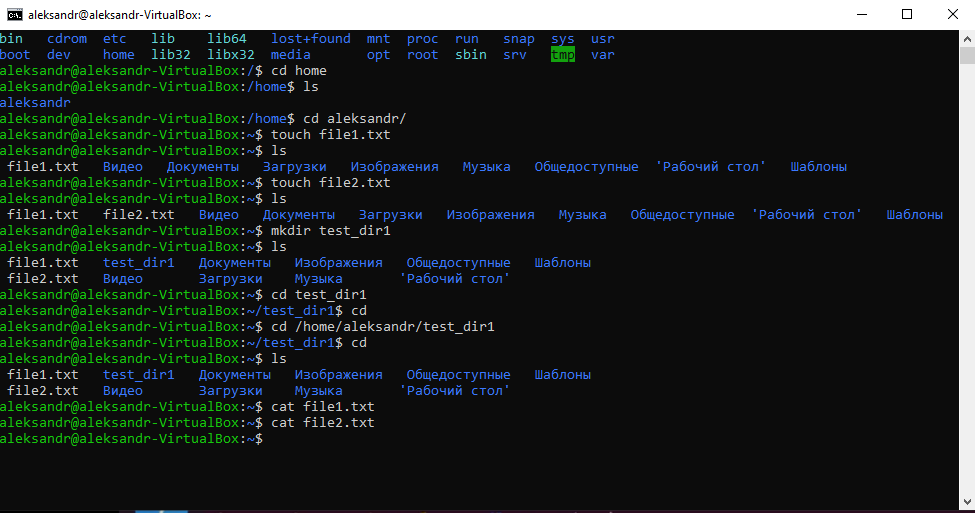 aleksandr@aleksandr-VirtualBox: ~
bin cdrom etc lib lib64 lost+found mnt proc run snap sys usr
boot dev home lib32 libx32 media opt root sbin srv tmp var
aleksandr@aleksandr-VirtualBox:/$ cd home
aleksandr@aleksandr-VirtualBox:/home$ ls
aleksandr
aleksandr@aleksandr-VirtualBox:/home$ cd aleksandr/
aleksandr@aleksandr-VirtualBox:~$ touch file1.txt
aleksandr@aleksandr-VirtualBox:~$ ls
file1.txt Видео Документы Загрузки Изображения Музыка Общедоступные 'Рабочий стол' Шаблоны
aleksandr@aleksandr-VirtualBox:~$ touch file2.txt
aleksandr@aleksandr-VirtualBox:~$ ls
file1.txt file2.txt Видео Документы Загрузки Изображения Музыка Общедоступные 'Рабочий стол' Шаблоны
aleksandr@aleksandr-VirtualBox:~$ mkdir test_dir1
aleksandr@aleksandr-VirtualBox:~$ ls
file1.txt test_dir1 Документы Изображения Общедоступные Шаблоны
file2.txt Видео Загрузки Музыка 'Рабочий стол'
aleksandr@aleksandr-VirtualBox:~$ cd test_dir1
aleksandr@aleksandr-VirtualBox:~/test_dir1$ cd
aleksandr@aleksandr-VirtualBox:~$ cd /home/aleksandr/test_dir1
aleksandr@aleksandr-VirtualBox:~/test_dir1$ cd
aleksandr@aleksandr-VirtualBox:~$ ls
file1.txt test_dir1 Документы Изображения Общедоступные Шаблоны
file2.txt Видео Загрузки Музыка 'Рабочий стол'
aleksandr@aleksandr-VirtualBox:~$ cat file1.txt
aleksandr@aleksandr-VirtualBox:~$ cat file2.txt
aleksandr@aleksandr-VirtualBox:~$